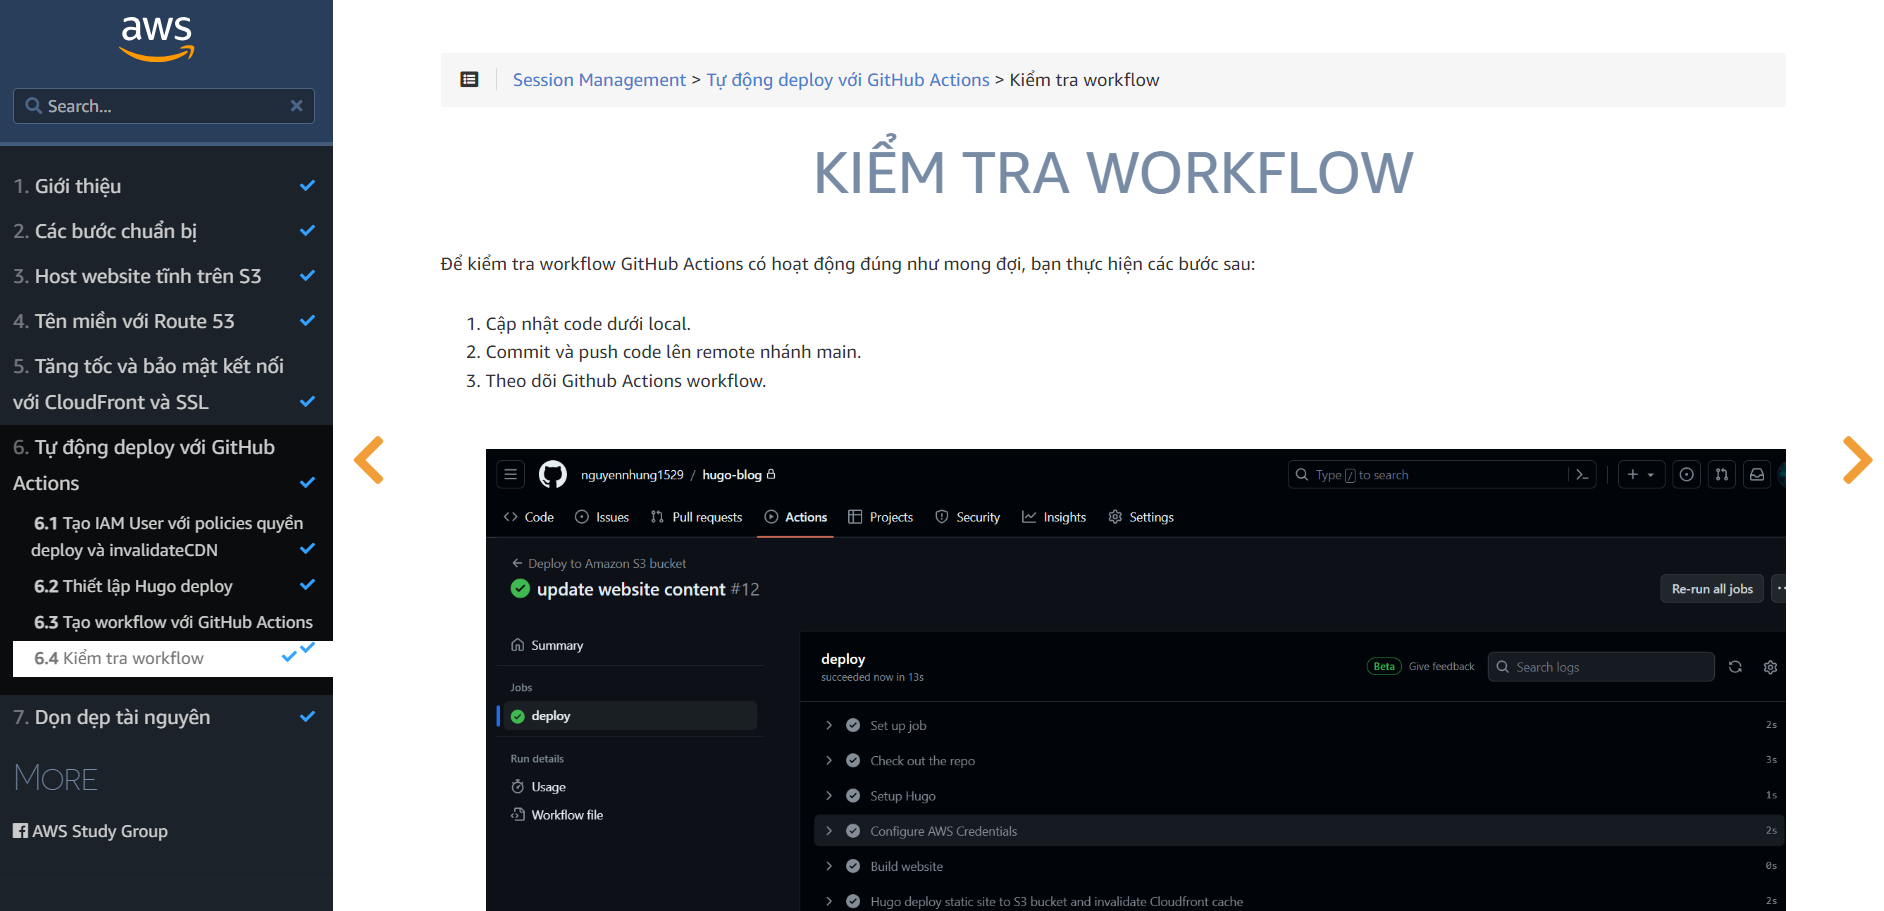 aws
Search...
1. Giới thiệu
2. Các bước chuẩn bị
3. Host website tĩnh trên S3
4. Tên miền với Route 53
5. Tăng tốc và bảo mật kết nối
với CloudFront và SSL
6. Tự động deploy với GitHub
Actions
6.1 Tạo IAM User với policies quyền
deploy và invalidateCDN
6.2 Thiết lập Hugo deploy
6.3 Tạo workflow với GitHub Actions
6.4 Kiểm tra workflow
7. Dọn dẹp tài nguyên
MORE
AWS Study Group
Session Management > Tự động deploy với GitHub Actions > Kiểm tra workflow
KIỂM TRA WORKFLOW
Để kiểm tra workflow GitHub Actions có hoạt động đúng như mong đợi, bạn thực hiện các bước sau:
1. Cập nhật code dưới local.
2. Commit và push code lên remote nhánh main.
3. Theo dõi Github Actions workflow.
nguyennhung1529 / hugo-blog
Type / to search
Code Issues Pull requests Actions Projects Security Insights Settings
Deploy to Amazon S3 bucket
update website content #12
Re-run all jobs
Summary
Jobs
deploy
Run details
Usage
Workflow file
deploy
succeeded now in 13s
Beta Give feedback
Search logs
Set up job 2s
Check out the repo 3s
Setup Hugo 1s
Configure AWS Credentials 2s
Build website 0s
Hugo deploy static site to S3 bucket and invalidate Cloudfront cache 2s